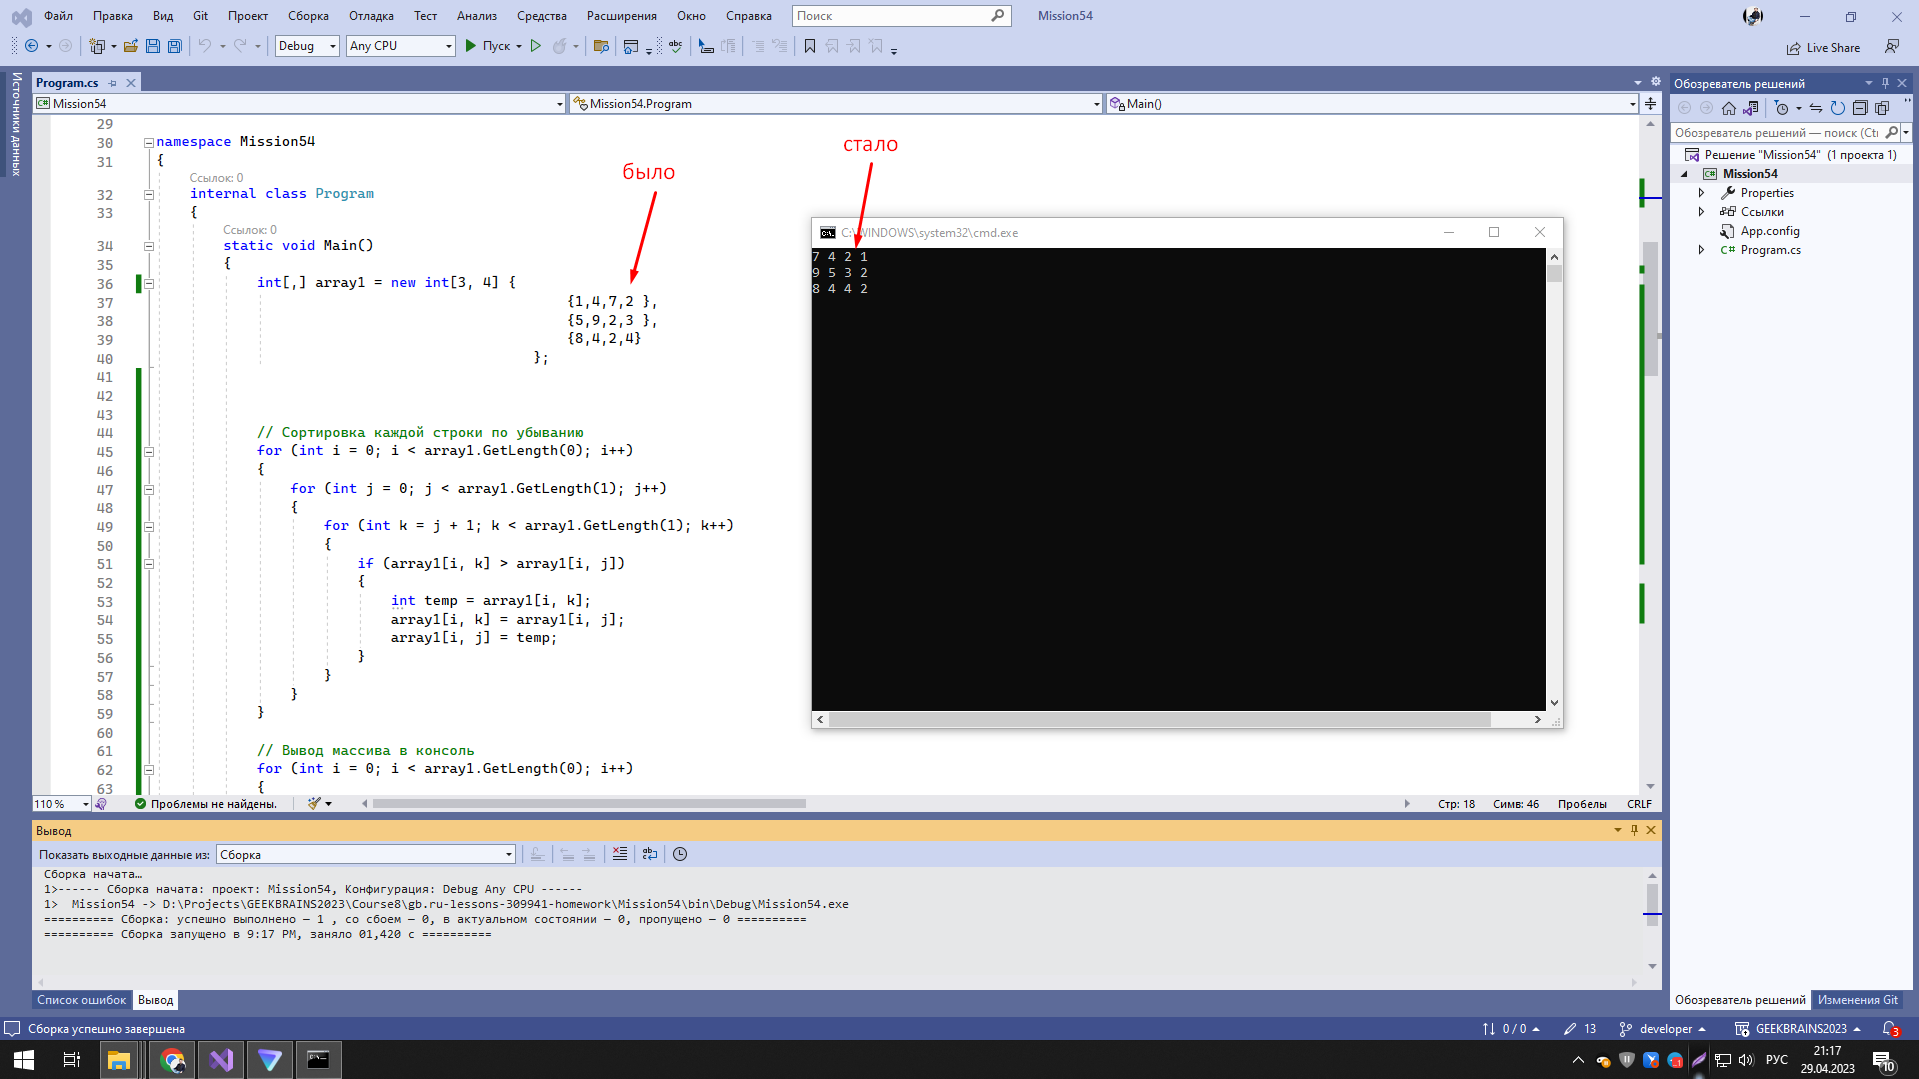 Файл Правка Вид Git Проект Сборка Отладка Тест Анализ Средства Расширения Окно Справка Поиск Mission54
Debug Any CPU Пуск abc Live Share
Источники данных
Program.cs
Mission54 Mission54.Program Main()
стало
было
29
30 namespace Mission54
31 {
Ссылок: 0
32 internal class Program
33 {
Ссылок: 0
34 static void Main()
35 {
36 int[,] array1 = new int[3, 4] {
37 {1,4,7,2 },
38 {5,9,2,3 },
39 {8,4,2,4}
40 };
41
42
43
44 // Сортировка каждой строки по убыванию
45 for (int i = 0; i < array1.GetLength(0); i++)
46 {
47 for (int j = 0; j < array1.GetLength(1); j++)
48 {
49 for (int k = j + 1; k < array1.GetLength(1); k++)
50 {
51 if (array1[i, k] > array1[i, j])
52 {
53 int temp = array1[i, k];
54 array1[i, k] = array1[i, j];
55 array1[i, j] = temp;
56 }
57 }
58 }
59 }
60
61 // Вывод массива в консоль
62 for (int i = 0; i < array1.GetLength(0); i++)
63 {
C:\WINDOWS\system32\cmd.exe
7 4 2 1
9 5 3 2
8 4 4 2
110 % Проблемы не найдены. Стр: 18 Симв: 46 Пробелы CRLF
Вывод
Показать выходные данные из: Сборка
Сборка начата…
1>------ Сборка начата: проект: Mission54, Конфигурация: Debug Any CPU ------
1> Mission54 -> D:\Projects\GEEKBRAINS2023\Course8\gb.ru-lessons-309941-homework\Mission54\bin\Debug\Mission54.exe
========== Сборка: успешно выполнено — 1 , со сбоем — 0, в актуальном состоянии — 0, пропущено — 0 ==========
========== Сборка запущено в 9:17 PM, заняло 01,420 с ==========
Список ошибок Вывод
Обозреватель решений
Обозреватель решений — поиск (Ct
Решение "Mission54" (1 проекта 1)
Mission54
Properties
Ссылки
App.config
Program.cs
Обозреватель решений Изменения Git
Сборка успешно завершена 0 / 0 13 developer GEEKBRAINS2023 3
РУС 21:17
29.04.2023 10